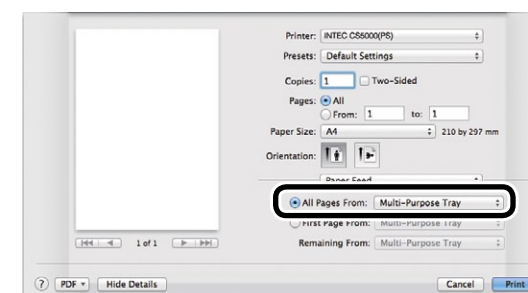 Printer: INTEC CS5000(PS)
Presets: Default Settings
Copies: 1 Two-Sided
Pages: All
From: 1 to: 1
Paper Size: A4 210 by 297 mm
Orientation:
Paper Feed
All Pages From: Multi-Purpose Tray
First Page From: Multi-Purpose Tray
Remaining From: Multi-Purpose Tray
1 of 1
? PDF Hide Details Cancel Print